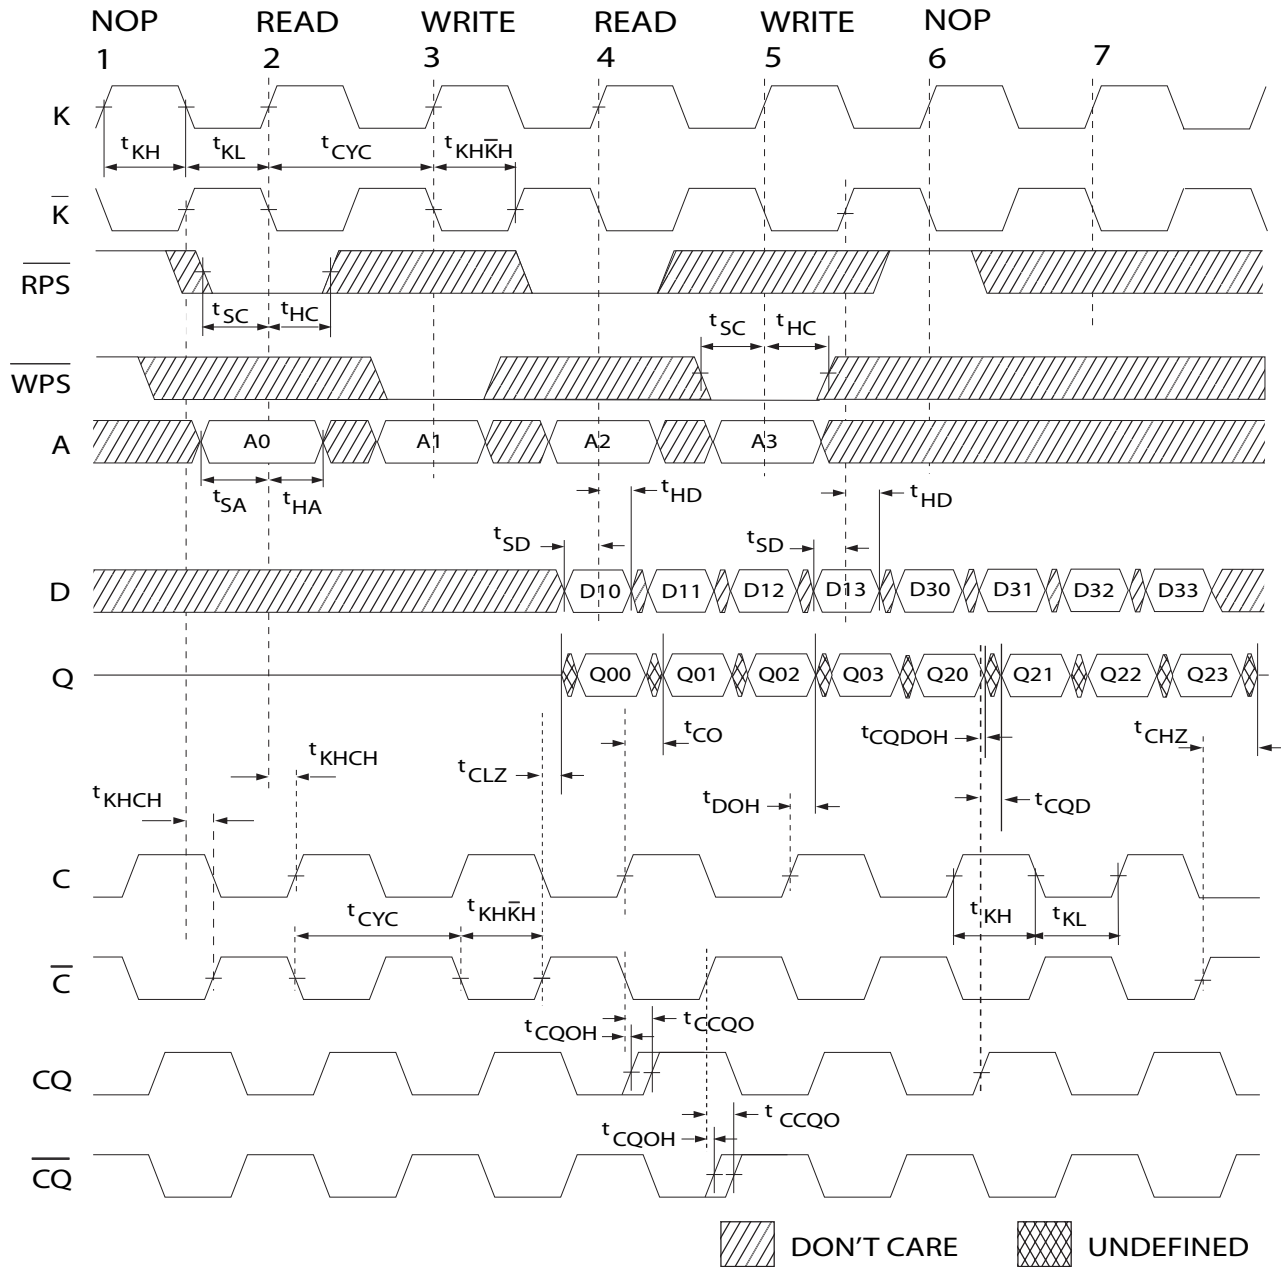 NOP READ WRITE READ WRITE NOP
1 2 3 4 5 6 7
K
tKH tKL tCYC tKHK̅H
K̅
R̅P̅S̅
tSC tHC
tSC tHC
W̅P̅S̅
A A0 A1 A2 A3
tSA tHA
tHD tHD
tSD tSD
D D10 D11 D12 D13 D30 D31 D32 D33
Q Q00 Q01 Q02 Q03 Q20 Q21 Q22 Q23
tCO tCQDOH tCHZ
tKHCH tCLZ
tKHCH tDOH tCQD
C
tCYC tKHK̅H tKH tKL
C̅
tCQOH tCCQO
CQ
tCQOH tCCQO
C̅Q̅
DON'T CARE UNDEFINED